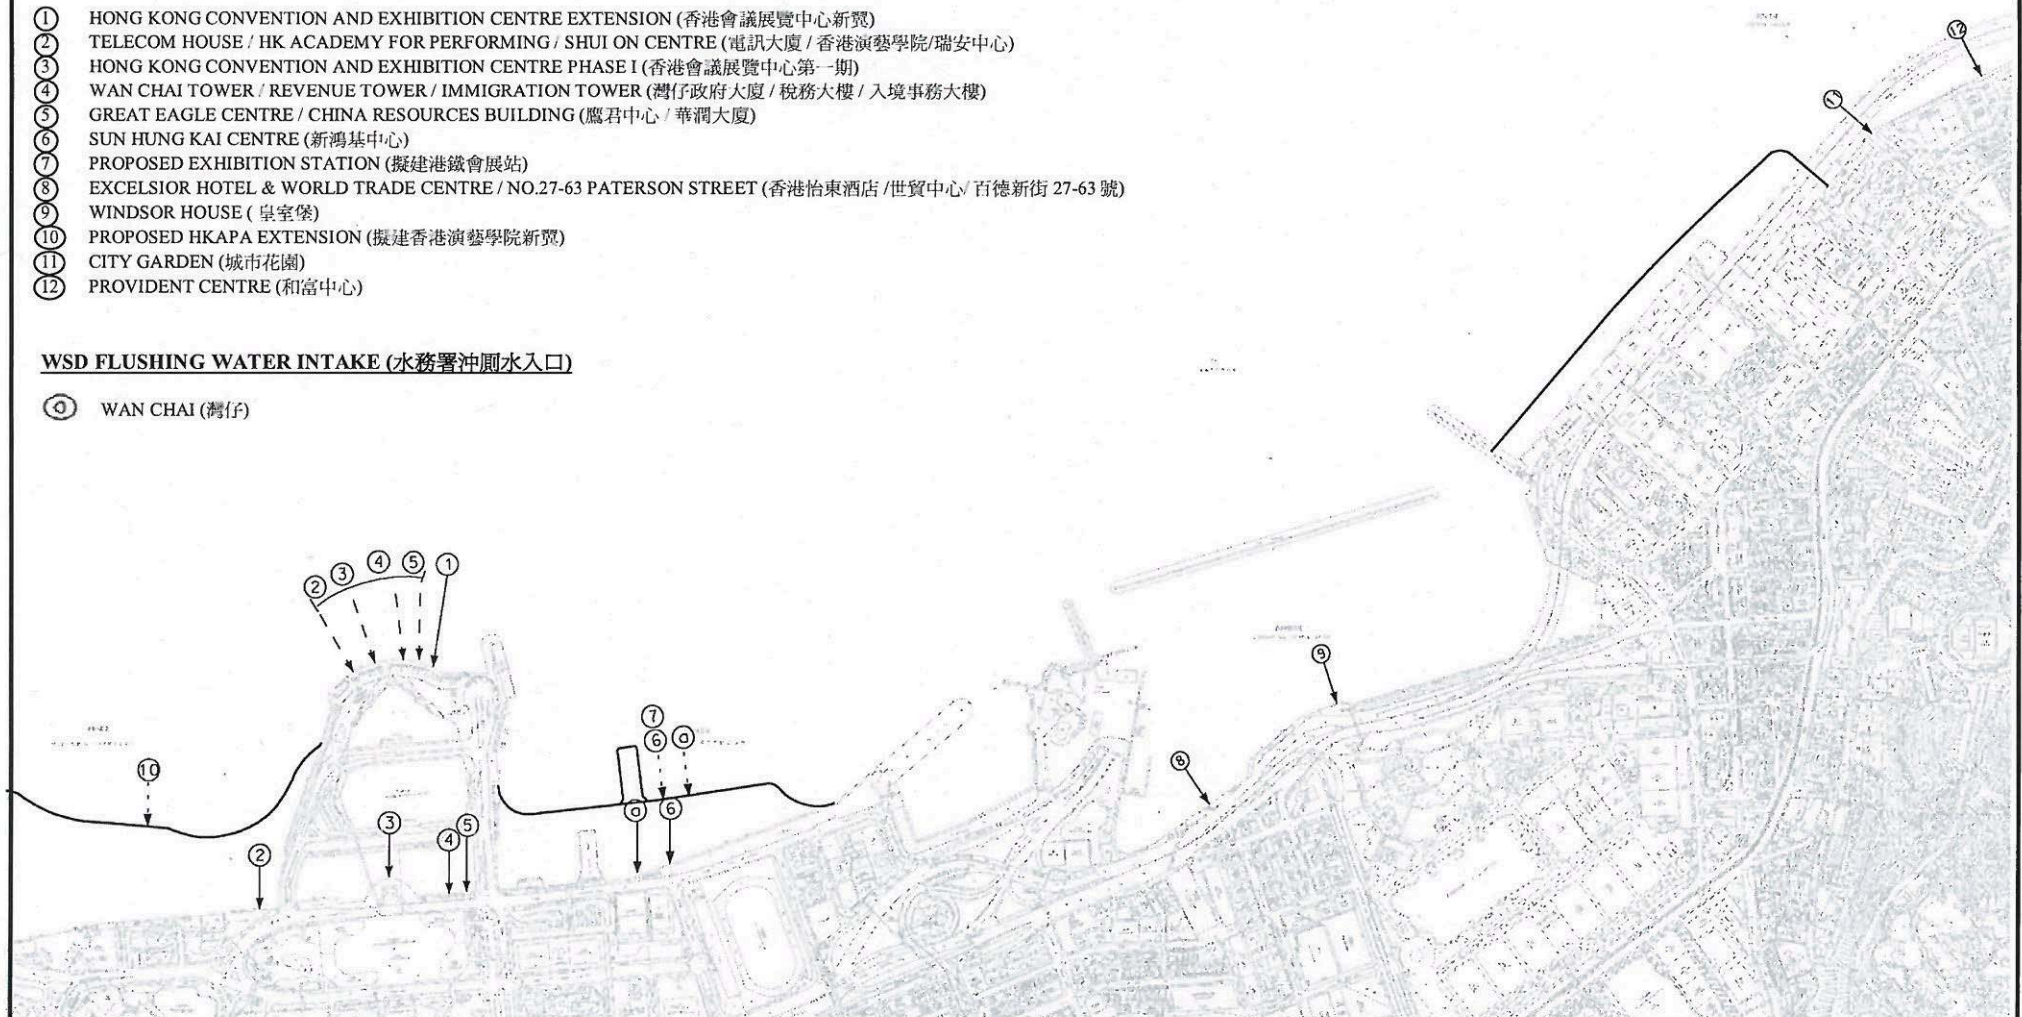 ① HONG KONG CONVENTION AND EXHIBITION CENTRE EXTENSION (香港會議展覽中心新翼)
② TELECOM HOUSE / HK ACADEMY FOR PERFORMING / SHUI ON CENTRE (電訊大廈 / 香港演藝學院/瑞安中心)
③ HONG KONG CONVENTION AND EXHIBITION CENTRE PHASE I (香港會議展覽中心第一期)
④ WAN CHAI TOWER / REVENUE TOWER / IMMIGRATION TOWER (灣仔政府大廈 / 稅務大樓 / 入境事務大樓)
⑤ GREAT EAGLE CENTRE / CHINA RESOURCES BUILDING (鷹君中心 / 華潤大廈)
⑥ SUN HUNG KAI CENTRE (新鴻基中心)
⑦ PROPOSED EXHIBITION STATION (擬建港鐵會展站)
⑧ EXCELSIOR HOTEL & WORLD TRADE CENTRE / NO.27-63 PATERSON STREET (香港怡東酒店 /世貿中心/ 百德新街 27-63 號)
⑨ WINDSOR HOUSE ( 皇室堡)
⑩ PROPOSED HKAPA EXTENSION (擬建香港演藝學院新翼)
⑪ CITY GARDEN (城市花園)
⑫ PROVIDENT CENTRE (和富中心)
WSD FLUSHING WATER INTAKE (水務署沖厠水入口)
ⓐ WAN CHAI (灣仔)
⑫
⑪
② ③ ④ ⑤ ①
⑨
⑦
⑥ ⓐ
⑧
⑩
ⓐ ⑥
③ ④ ⑤
②